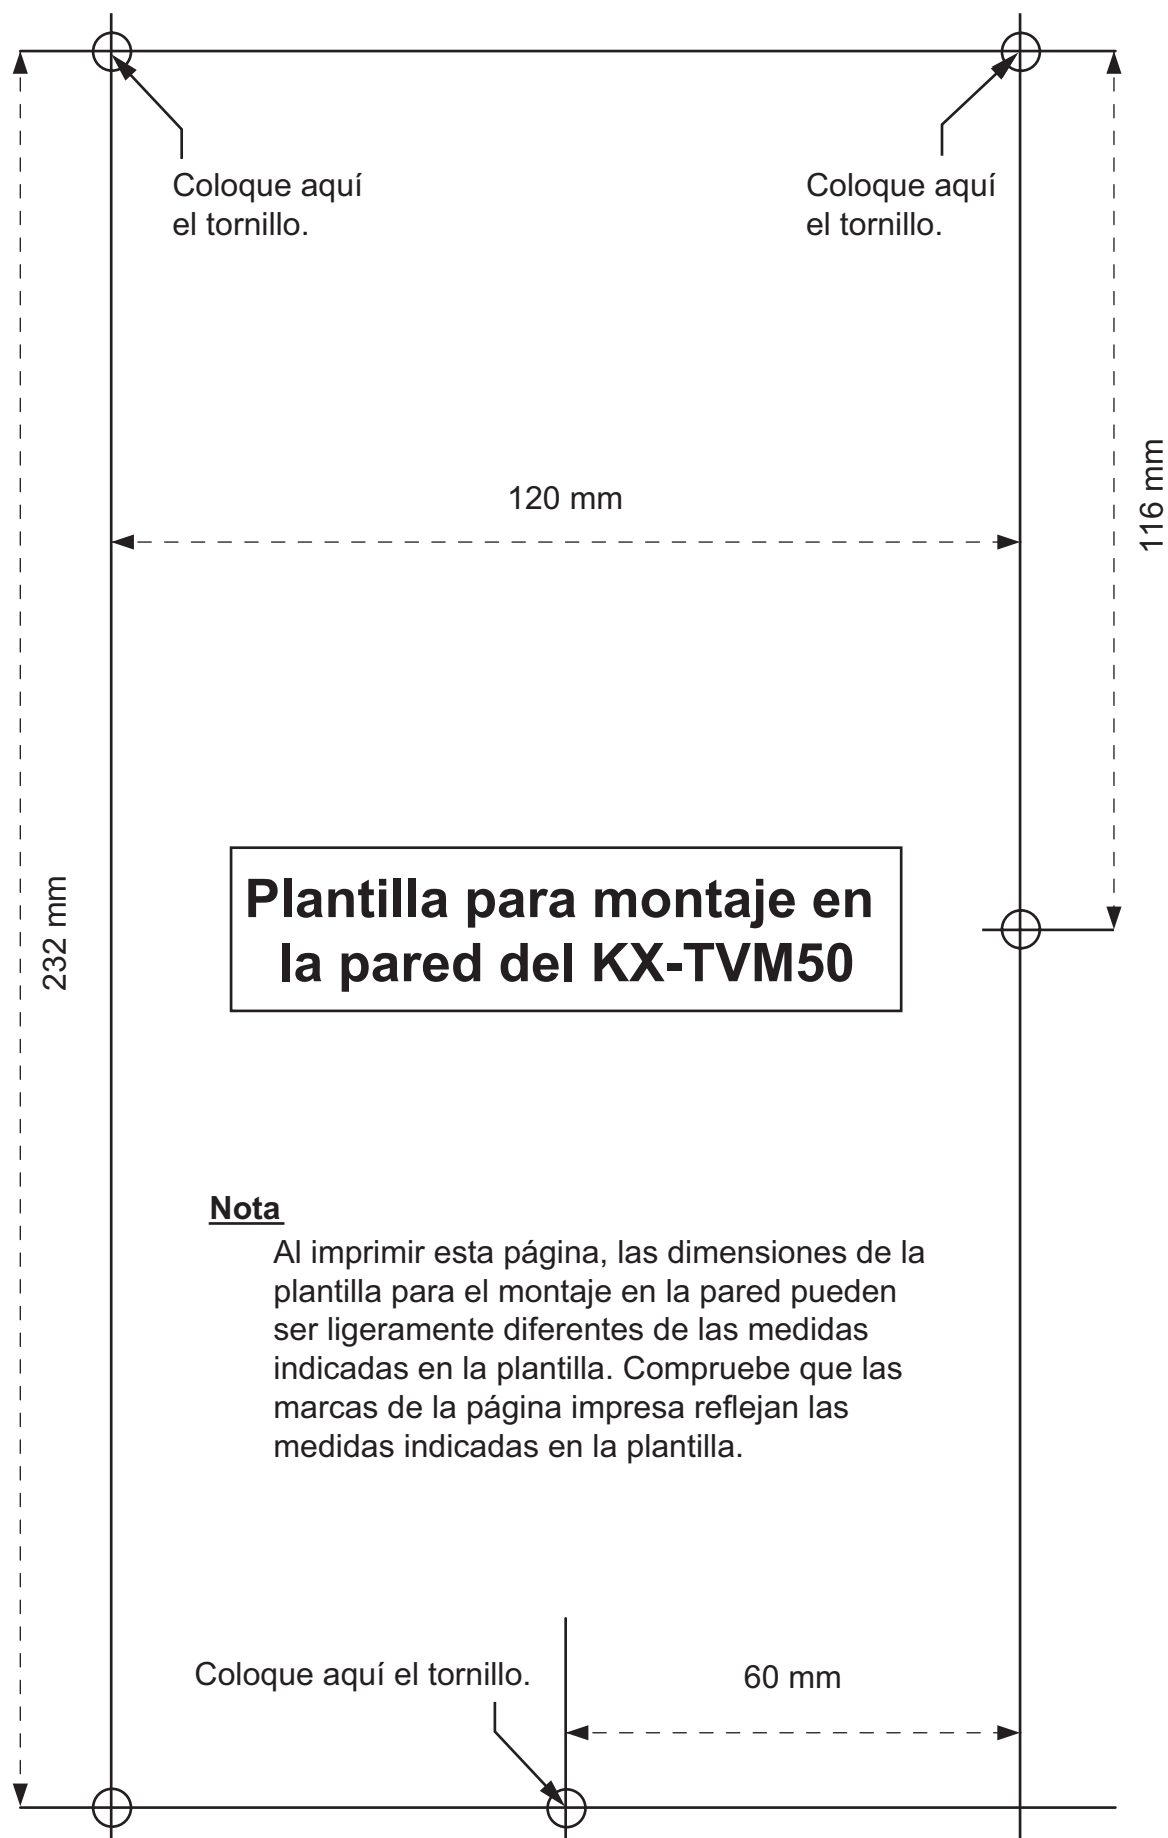 Coloque aquí
el tornillo.
Coloque aquí
el tornillo.
120 mm
116 mm
232 mm
Plantilla para montaje en
la pared del KX-TVM50
Nota
Al imprimir esta página, las dimensiones de la
plantilla para el montaje en la pared pueden
ser ligeramente diferentes de las medidas
indicadas en la plantilla. Compruebe que las
marcas de la página impresa reflejan las
medidas indicadas en la plantilla.
Coloque aquí el tornillo.
60 mm